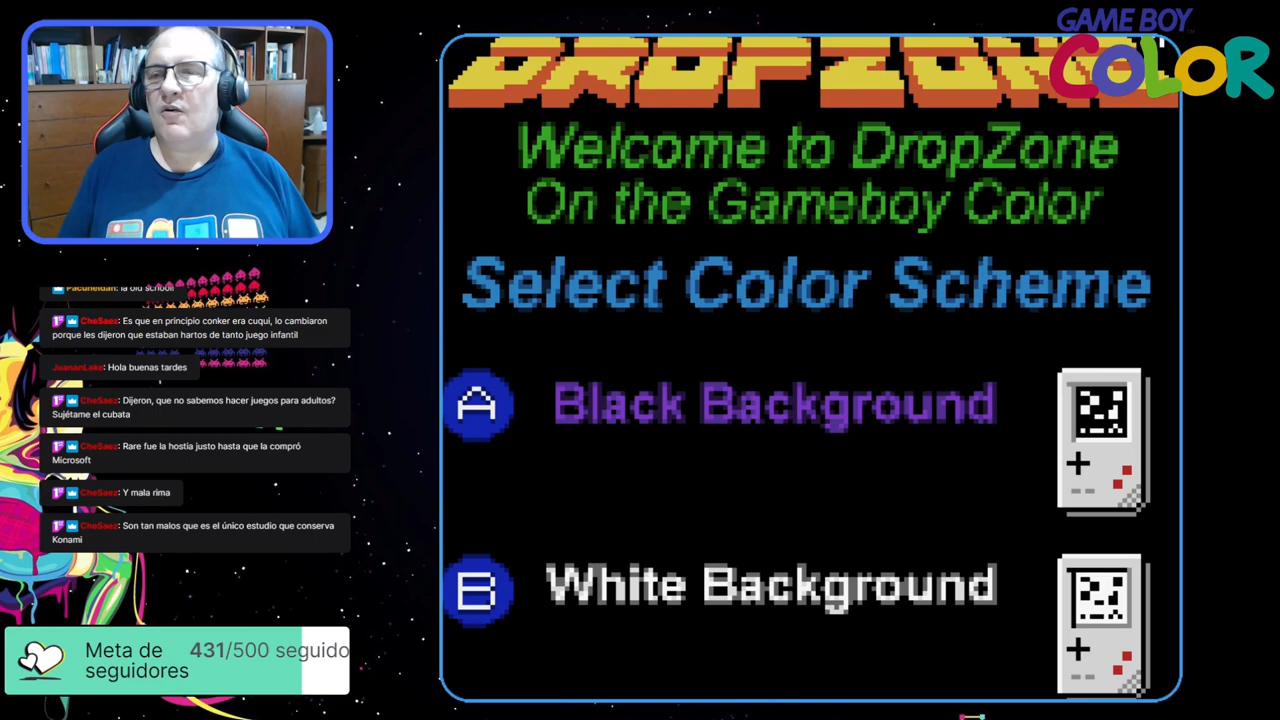 GAME BOY
COLOR
DROPZONE
Welcome to DropZone
On the Gameboy Color
Select Color Scheme
A Black Background
B White Background
Pacuneidan: la old school
CheSaez: Es que en principio conker era cuqui, lo cambiaron
porque les dijeron que estaban hartos de tanto juego infantil
JuananLoke: Hola buenas tardes
CheSaez: Dijeron, que no sabemos hacer juegos para adultos?
Sujétame el cubata
CheSaez: Rare fue la hostia justo hasta que la compró
Microsoft
CheSaez: Y mala rima
CheSaez: Son tan malos que es el único estudio que conserva
Konami
Meta de
seguidores
431/500 seguido